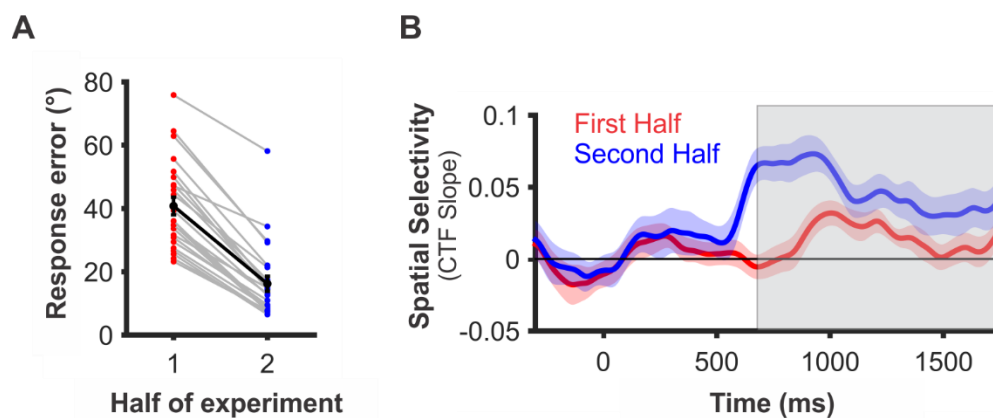 A
Response error (°)
80
60
40
20
0
1 2
Half of experiment
B
Spatial Selectivity
(CTF Slope)
0.1
0.05
0
-0.05
First Half
Second Half
0 500 1000 1500
Time (ms)